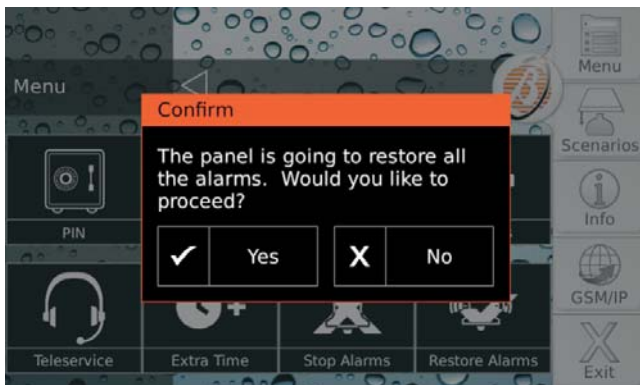 Menu
Menu
Confirm
The panel is going to restore all
the alarms. Would you like to
proceed?
Yes
No
Scenarios
Info
GSM/IP
Exit
PIN
Teleservice
Extra Time
Stop Alarms
Restore Alarms